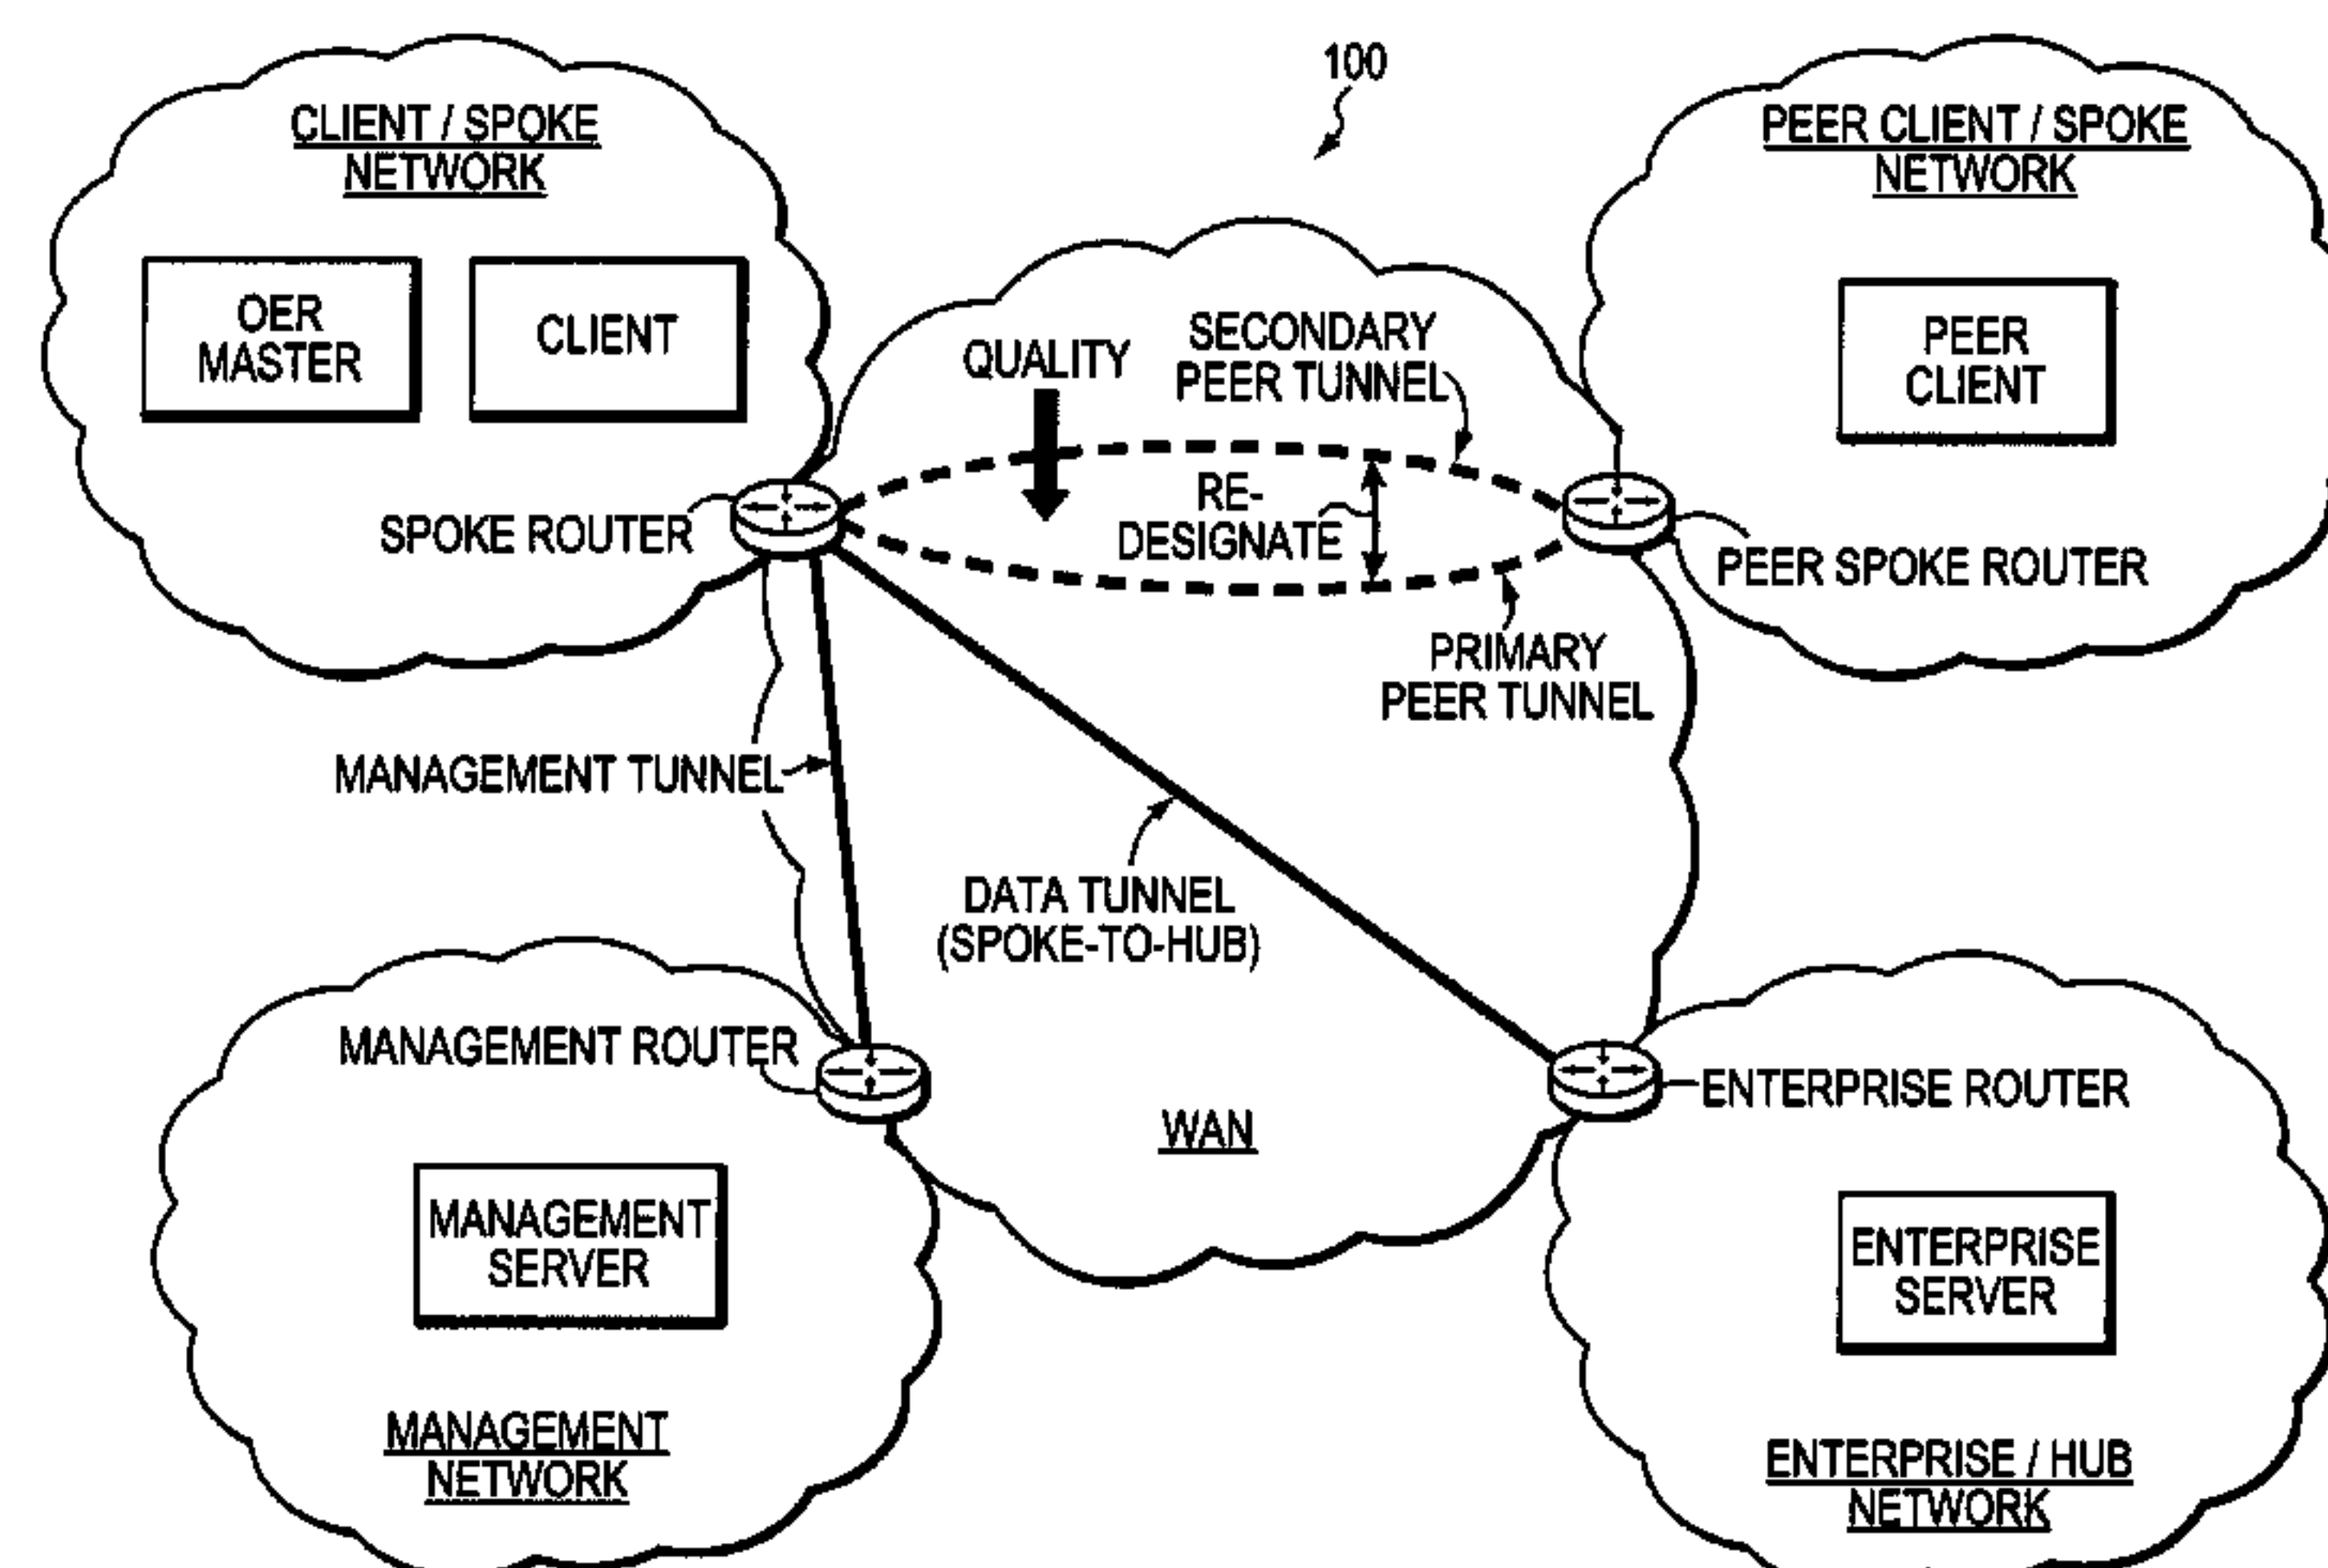 100
CLIENT / SPOKE
NETWORK
PEER CLIENT / SPOKE
NETWORK
OER
MASTER
CLIENT
QUALITY
SECONDARY
PEER TUNNEL
PEER
CLIENT
RE-
DESIGNATE
SPOKE ROUTER
PEER SPOKE ROUTER
PRIMARY
PEER TUNNEL
MANAGEMENT TUNNEL
DATA TUNNEL
(SPOKE-TO-HUB)
MANAGEMENT ROUTER
ENTERPRISE ROUTER
WAN
MANAGEMENT
SERVER
ENTERPRISE
SERVER
MANAGEMENT
NETWORK
ENTERPRISE / HUB
NETWORK